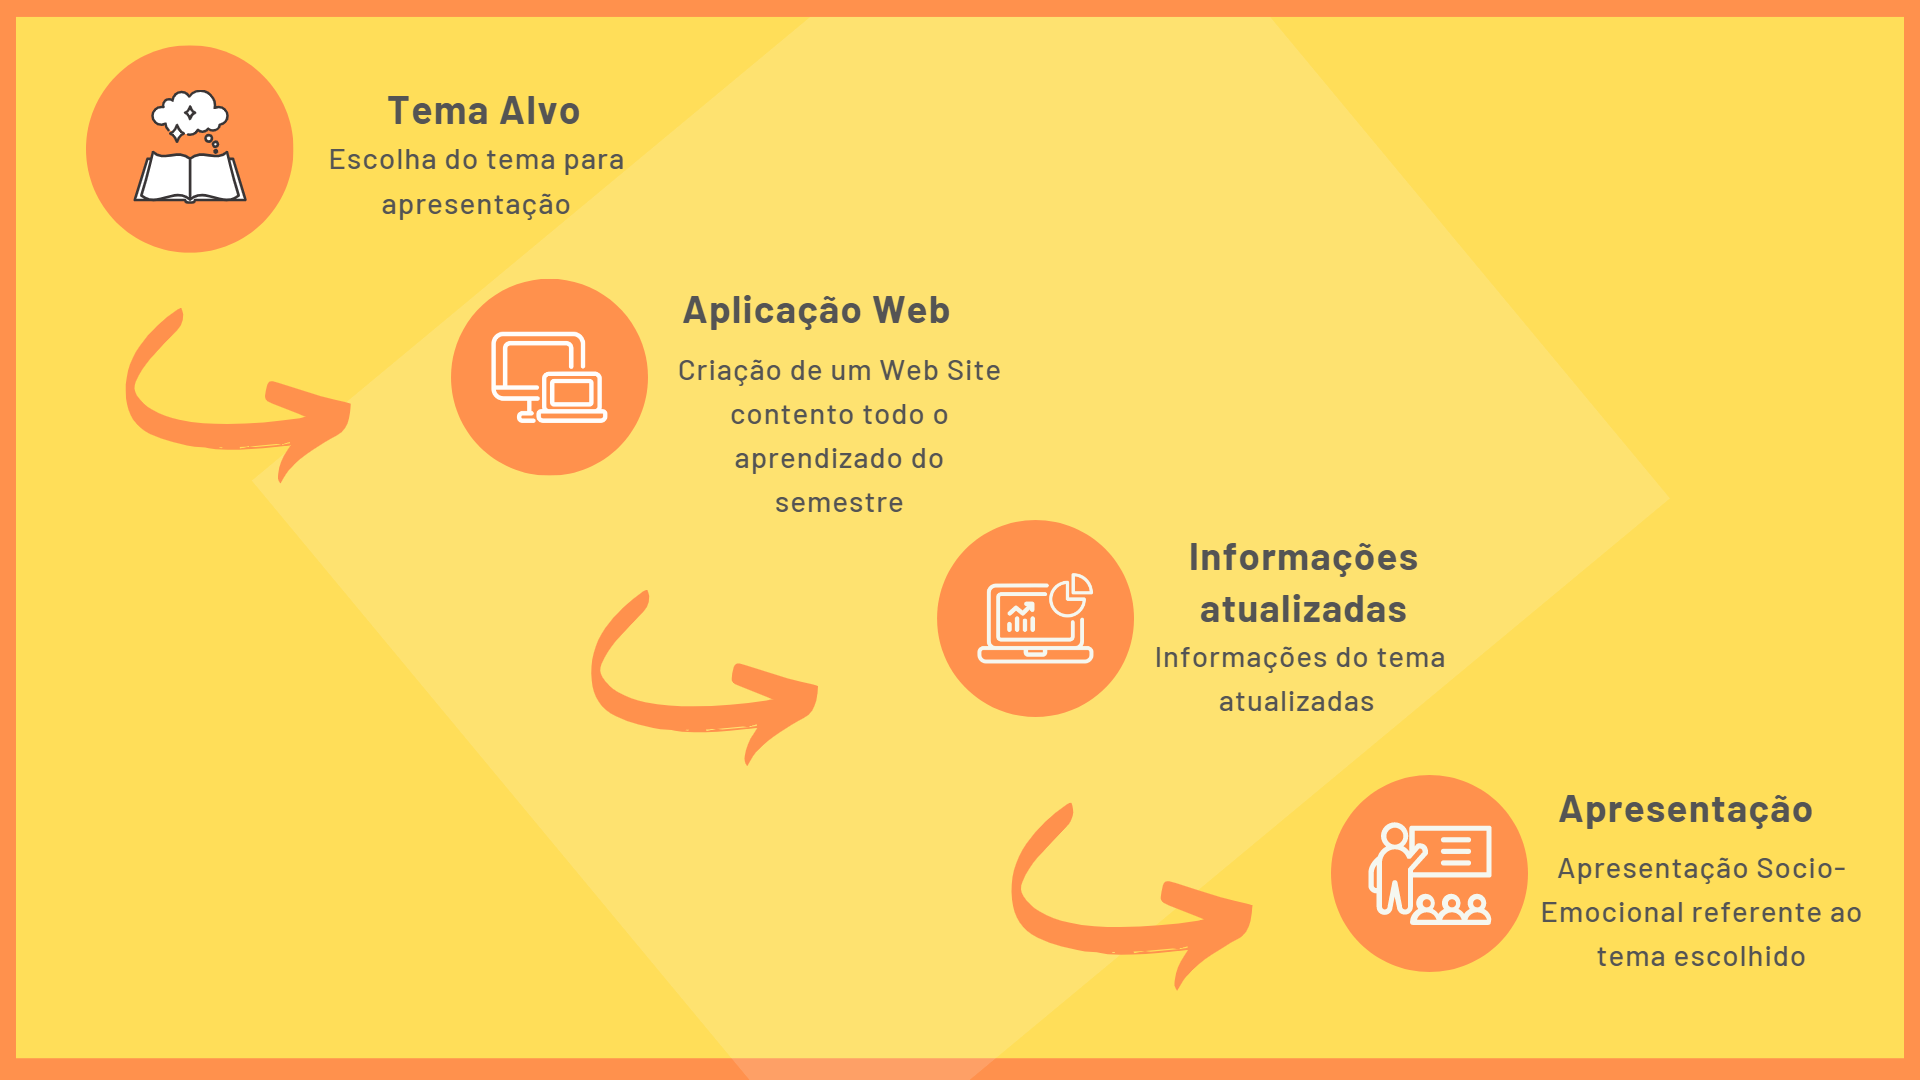 Tema Alvo
Escolha do tema para
apresentação
Aplicação Web
Criação de um Web Site
contento todo o
aprendizado do
semestre
Informações
atualizadas
Informações do tema
atualizadas
Apresentação
Apresentação Socio-
Emocional referente ao
tema escolhido